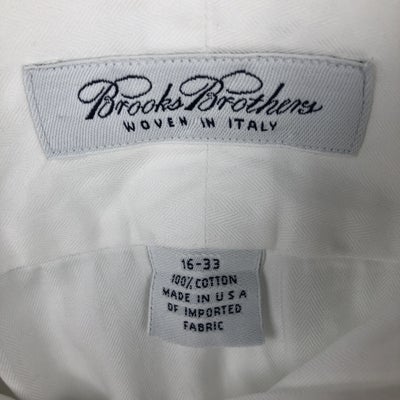 Brooks Brothers
WOVEN IN ITALY
16-33
100% COTTON
MADE IN U S A
OF IMPORTED
FABRIC